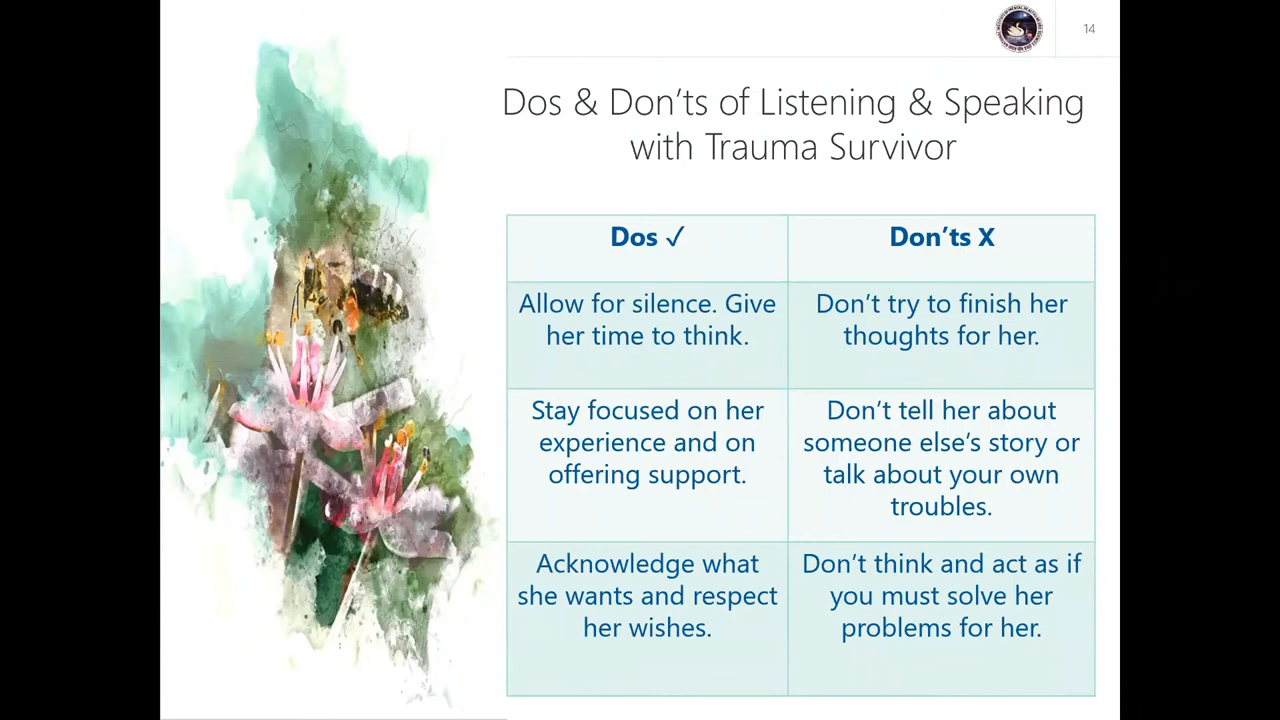 14
Dos & Don'ts of Listening & Speaking
with Trauma Survivor
Dos ✓
Don'ts X
Allow for silence. Give
her time to think.
Don't try to finish her
thoughts for her.
Stay focused on her
experience and on
offering support.
Don't tell her about
someone else's story or
talk about your own
troubles.
Acknowledge what
she wants and respect
her wishes.
Don't think and act as if
you must solve her
problems for her.